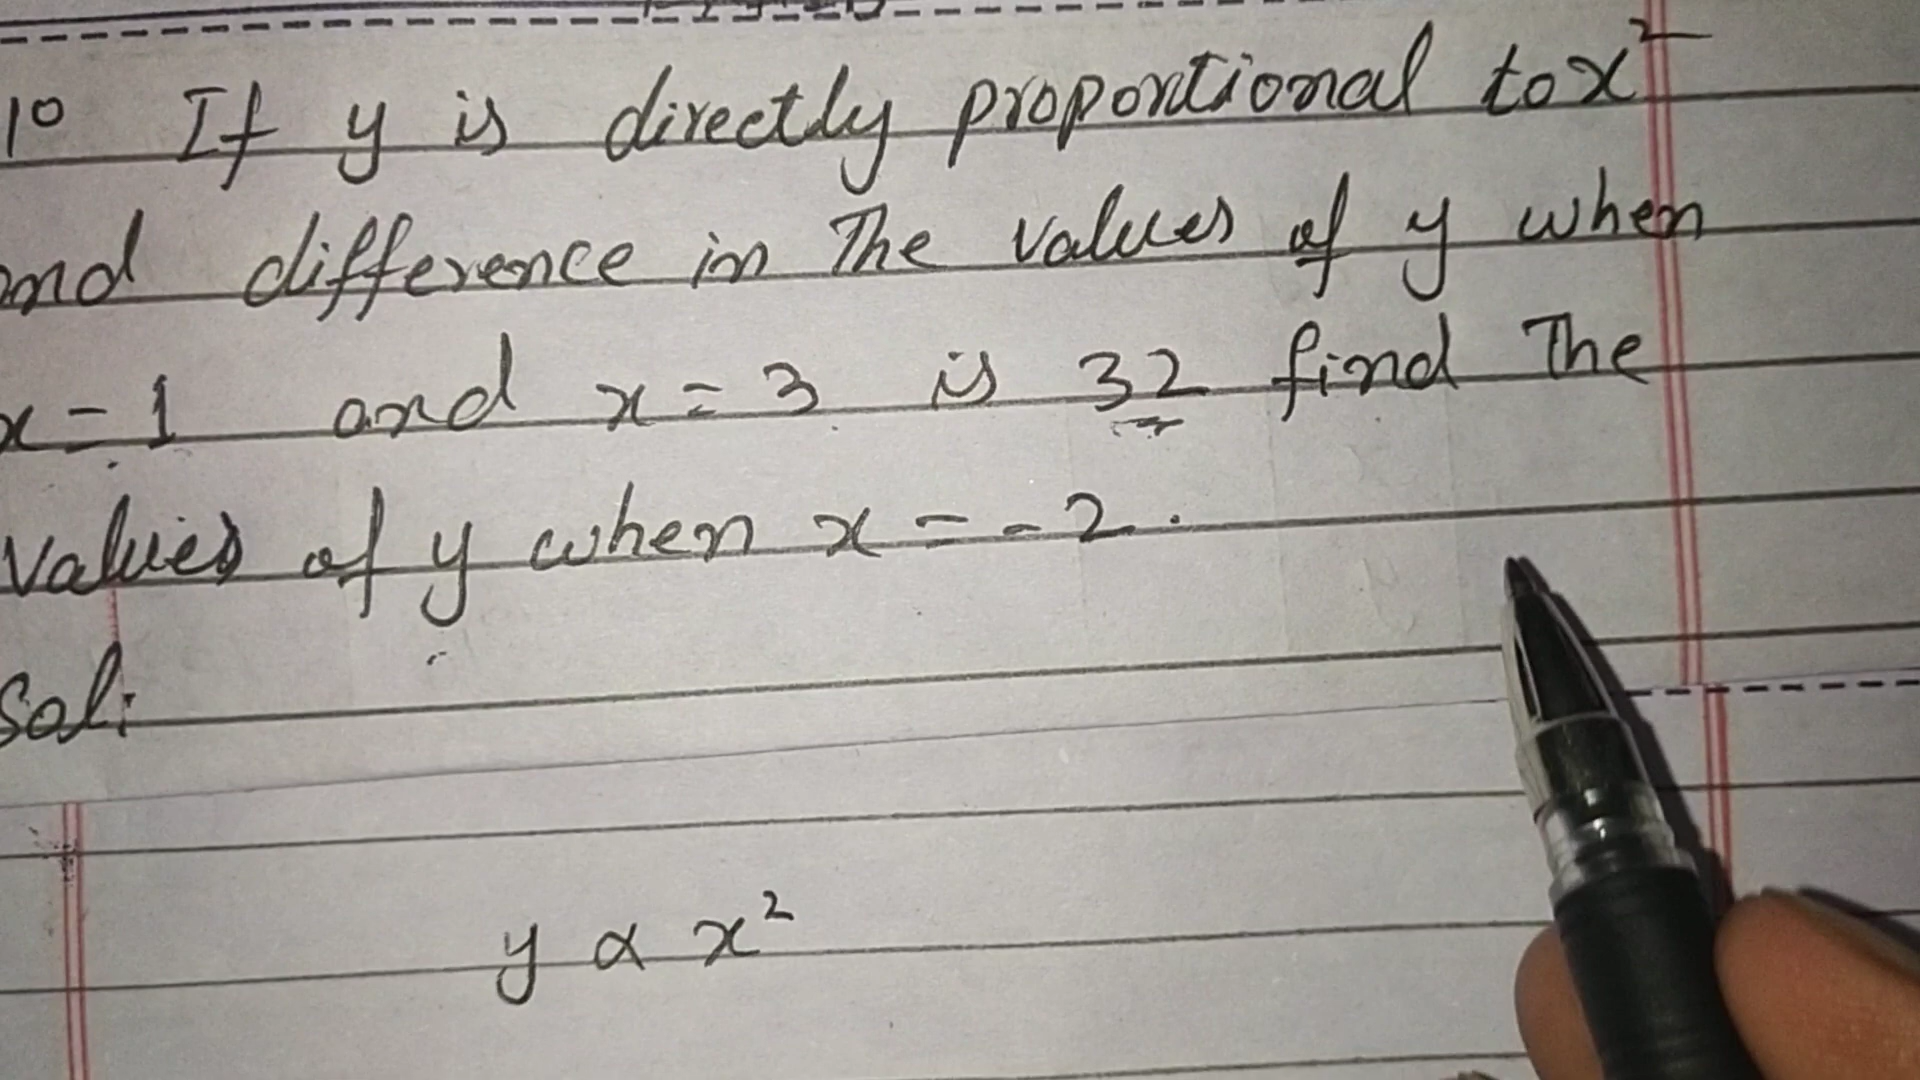 10 If y is directly proportional to x²
and difference in The values of y when
x = 1 and x = 3 is 32 find The
values of y when x = -2.
Sol:
y ∝ x²